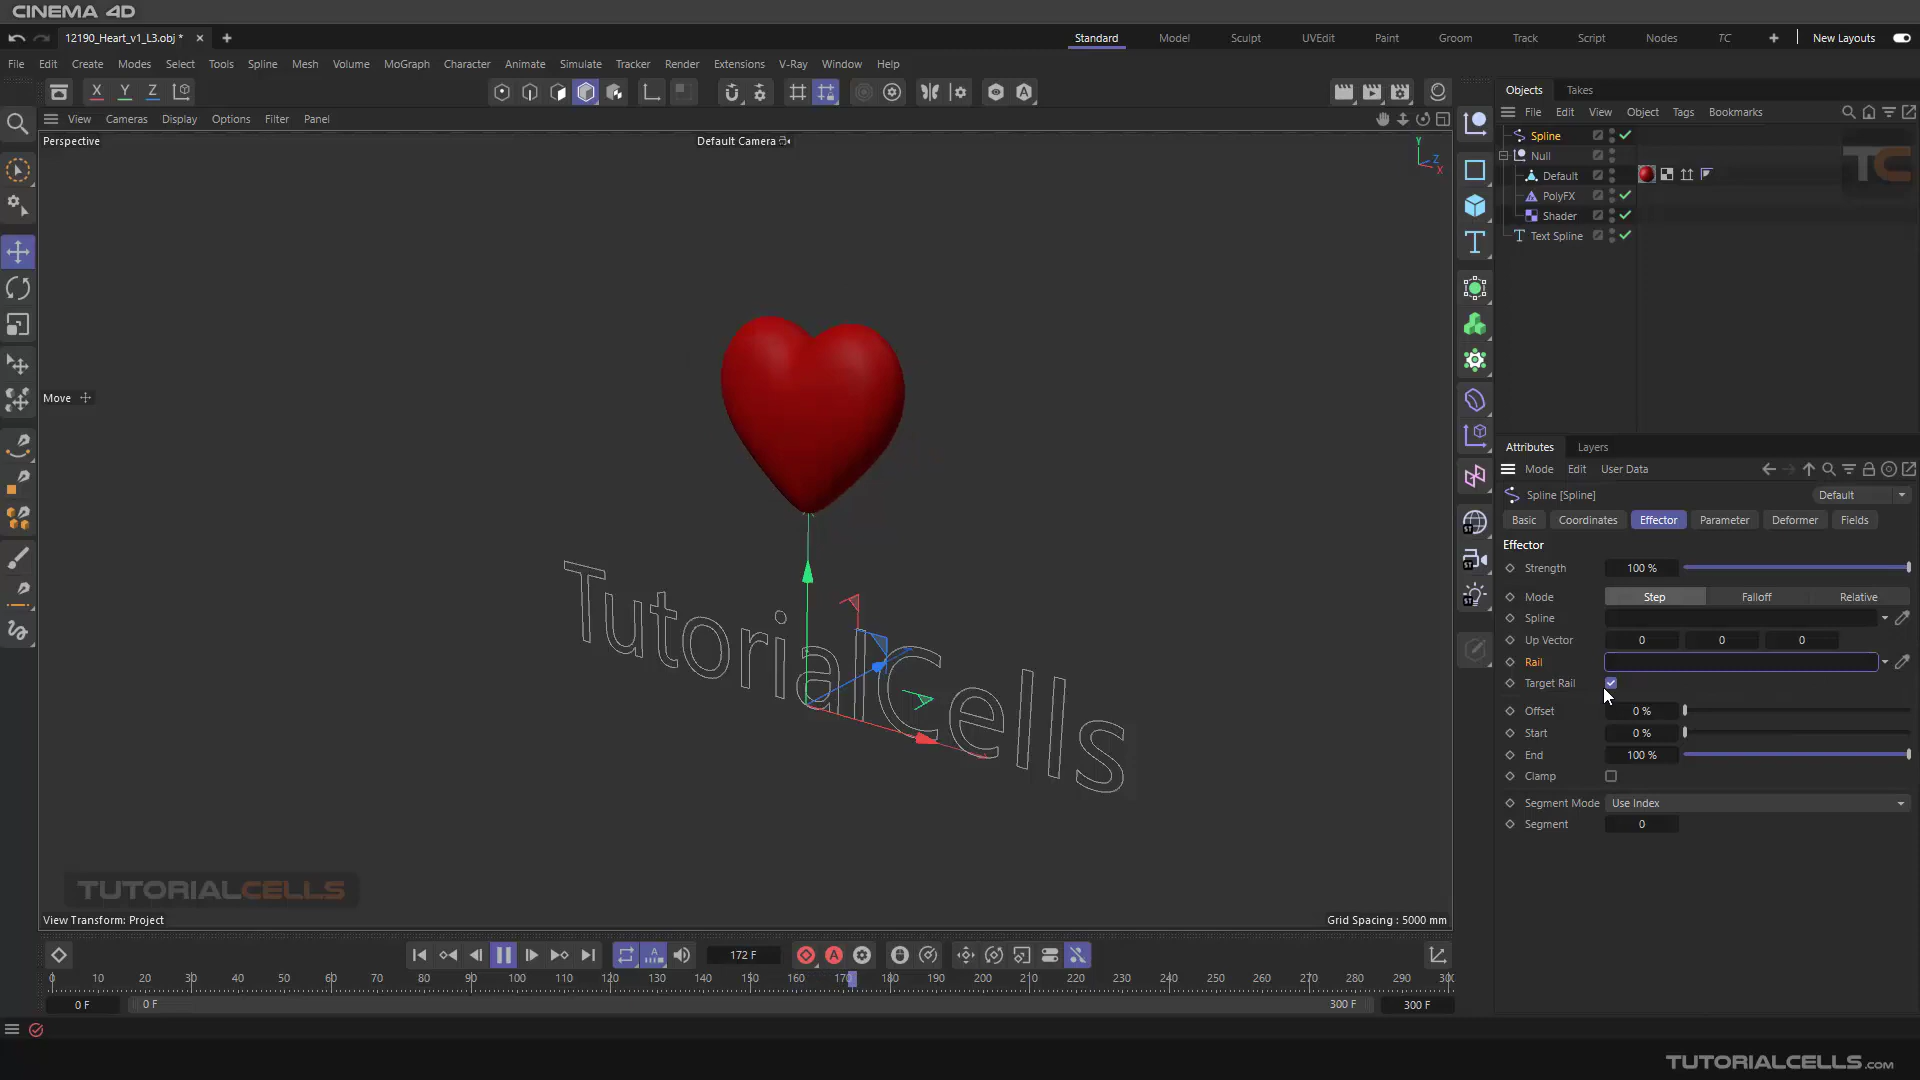 CINEMA 4D
12190_Heart_v1_L3.obj * × +
Standard Model Sculpt UVEdit Paint Groom Track Script Nodes TC + New Layouts
File Edit Create Modes Select Tools Spline Mesh Volume MoGraph Character Animate Simulate Tracker Render Extensions V-Ray Window Help
X Y Z
View Cameras Display Options Filter Panel
Perspective
Default Camera
Y
Z
X
Move
TutorialCells
TUTORIALCELLS
View Transform: Project
Grid Spacing : 5000 mm
Objects Takes
File Edit View Object Tags Bookmarks
Spline
Null
Default
PolyFX
Shader
Text Spline
TC
Attributes Layers
Mode Edit User Data
Spline [Spline]
Default
Basic Coordinates Effector Parameter Deformer Fields
Effector
Strength 100 %
Mode Step Falloff Relative
Spline
Up Vector 0 0 0
Rail
Target Rail
Offset 0 %
Start 0 %
End 100 %
Clamp
Segment Mode Use Index
Segment 0
172 F
0 10 20 30 40 50 60 70 80 90 100 110 120 130 140 150 160 170 180 190 200 210 220 230 240 250 260 270 280 290 30
0 F 0 F 300 F 300 F
TUTORIALCELLS.COM